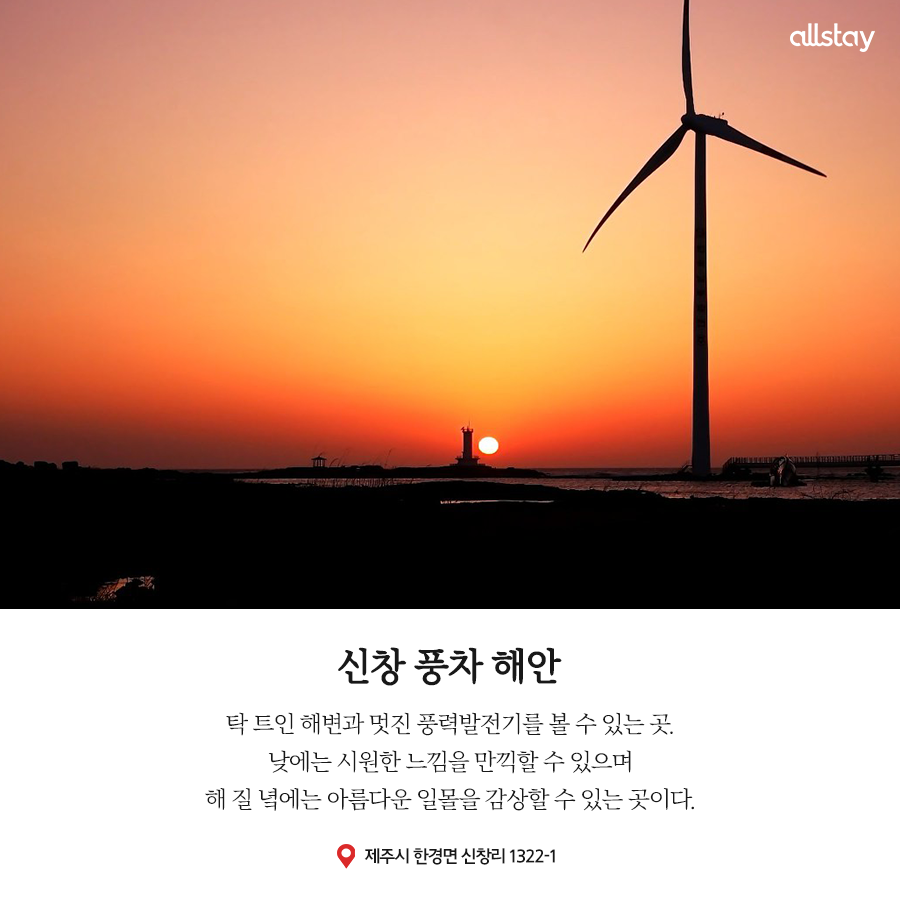 allstay
신창 풍차 해안
탁 트인 해변과 멋진 풍력발전기를 볼 수 있는 곳.
낮에는 시원한 느낌을 만끽할 수 있으며
해 질 녘에는 아름다운 일몰을 감상할 수 있는 곳이다.
제주시 한경면 신창리 1322-1